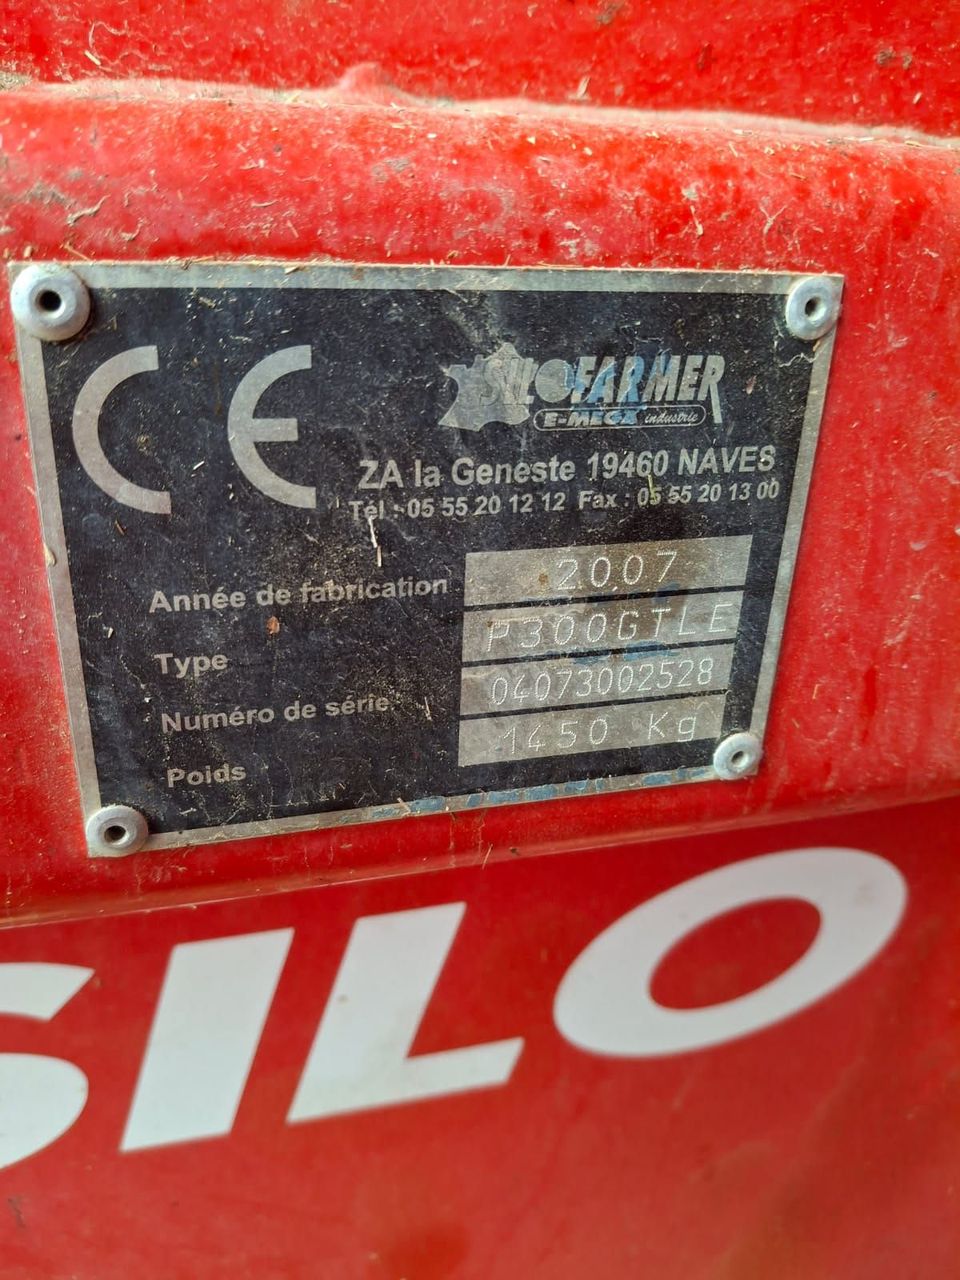 CE
SILOFARMER
E-MECA industrie
ZA la Geneste 19460 NAVES
Tél : 05 55 20 12 12 Fax : 05 55 20 13 00
Année de fabrication 2007
Type P300GTLE
Numéro de série 04073002528
Poids 1450 Kg
SILO